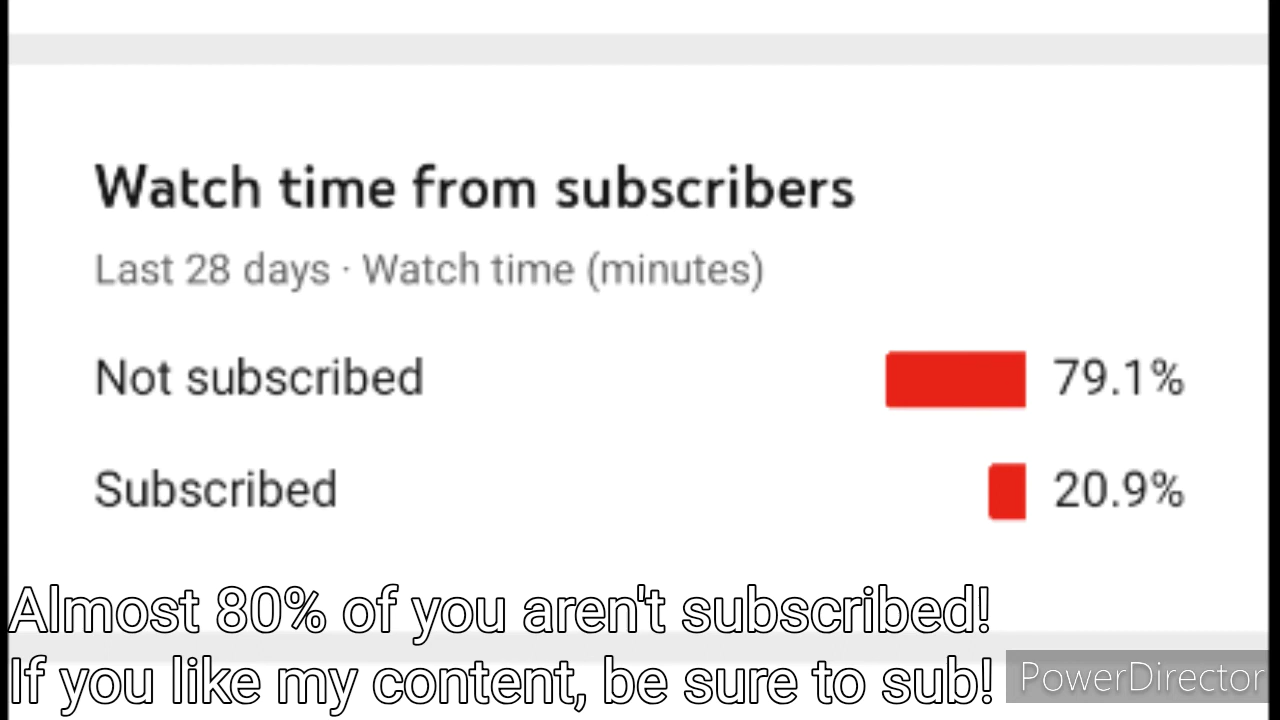 Watch time from subscribers
Last 28 days · Watch time (minutes)
Not subscribed 79.1%
Subscribed 20.9%
Almost 80% of you aren't subscribed!
If you like my content, be sure to sub!
PowerDirector